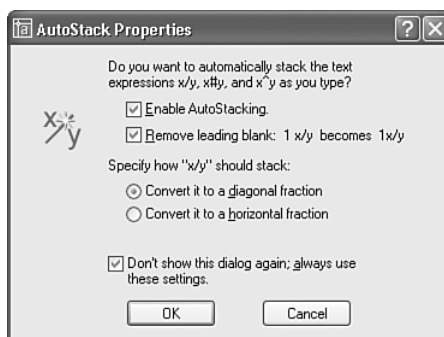 AutoStack Properties
Do you want to automatically stack the text
expressions x/y, x#y, and x^y as you type?
x/y
Enable AutoStacking.
Remove leading blank: 1 x/y becomes 1x/y
Specify how "x/y" should stack:
Convert it to a diagonal fraction
Convert it to a horizontal fraction
Don't show this dialog again; always use
these settings.
OK Cancel